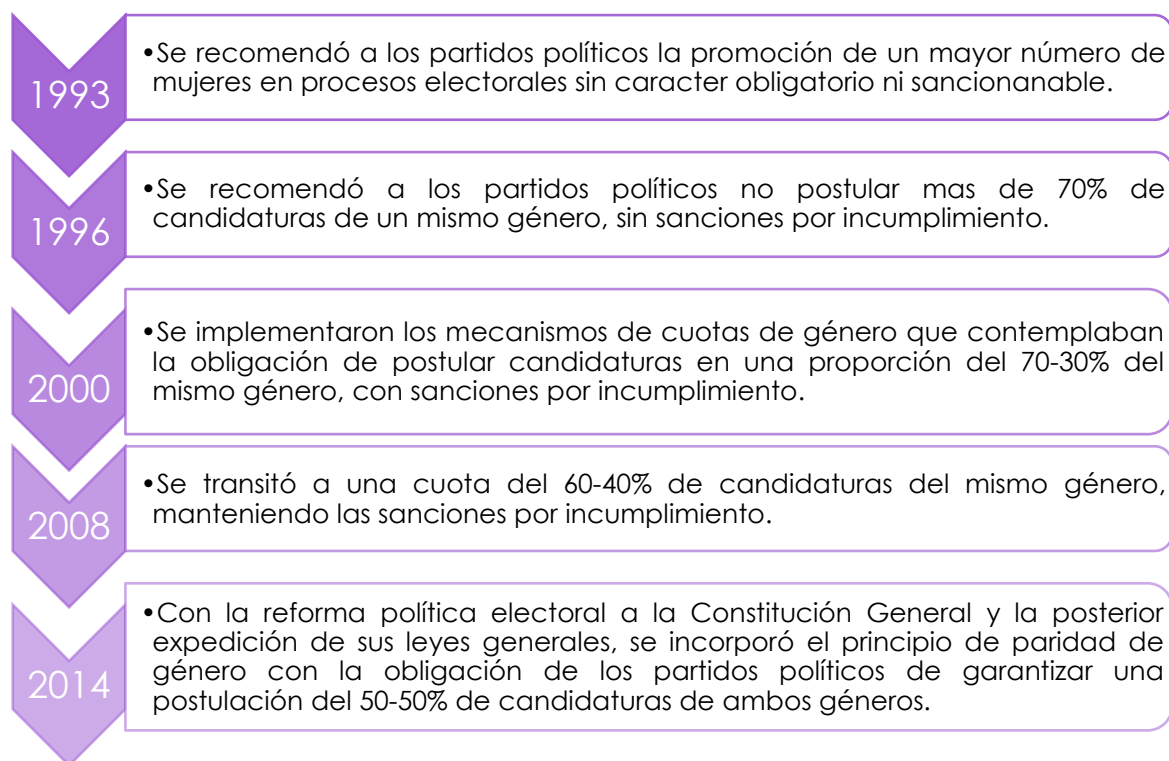 1993
•Se recomendó a los partidos políticos la promoción de un mayor número de
mujeres en procesos electorales sin caracter obligatorio ni sancionanable.
1996
•Se recomendó a los partidos políticos no postular mas de 70% de
candidaturas de un mismo género, sin sanciones por incumplimiento.
2000
•Se implementaron los mecanismos de cuotas de género que contemplaban
la obligación de postular candidaturas en una proporción del 70-30% del
mismo género, con sanciones por incumplimiento.
2008
•Se transitó a una cuota del 60-40% de candidaturas del mismo género,
manteniendo las sanciones por incumplimiento.
2014
•Con la reforma política electoral a la Constitución General y la posterior
expedición de sus leyes generales, se incorporó el principio de paridad de
género con la obligación de los partidos políticos de garantizar una
postulación del 50-50% de candidaturas de ambos géneros.